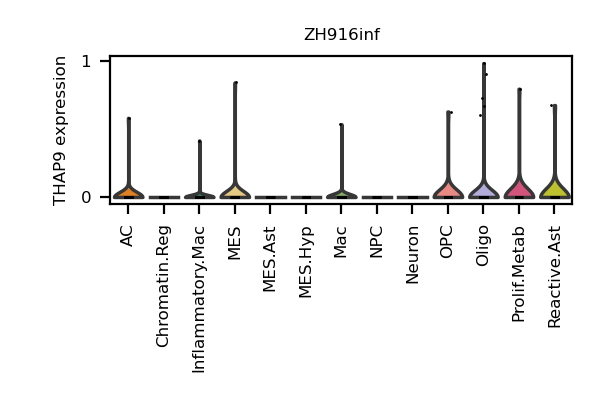 ZH916inf
THAP9 expression
1
0
AC
Chromatin.Reg
Inflammatory.Mac
MES
MES.Ast
MES.Hyp
Mac
NPC
Neuron
OPC
Oligo
Prolif.Metab
Reactive.Ast